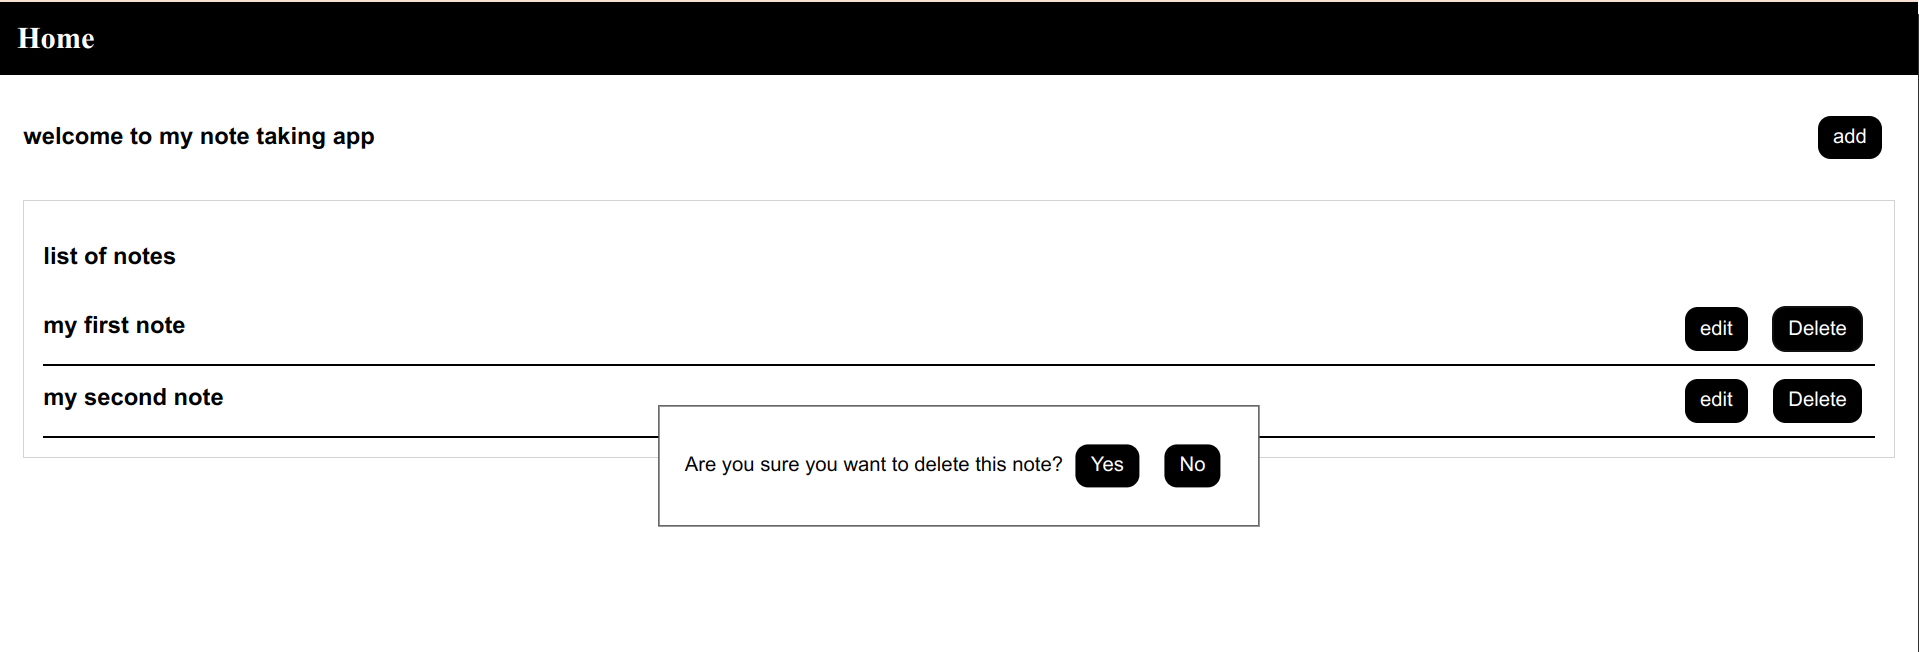 Home
welcome to my note taking app
add
list of notes
my first note
edit Delete
my second note
edit Delete
Are you sure you want to delete this note? Yes No